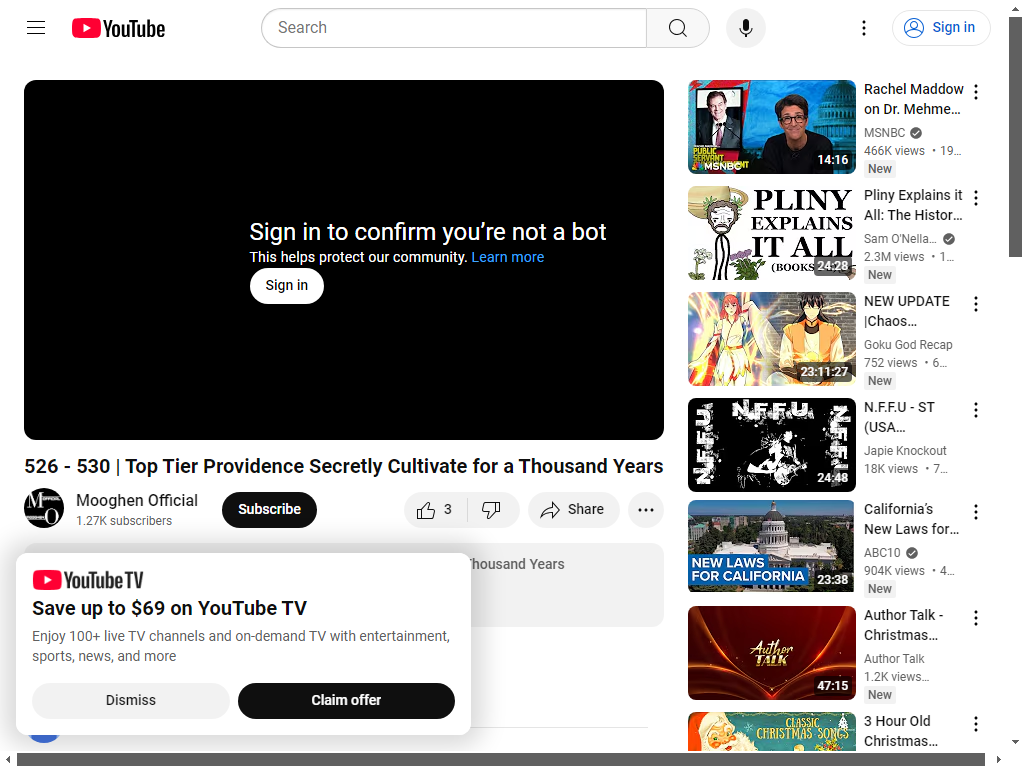 YouTube
Search
Sign in
Sign in to confirm you're not a bot
This helps protect our community. Learn more
Sign in
526 - 530 | Top Tier Providence Secretly Cultivate for a Thousand Years
Mooghen Official
1.27K subscribers
Subscribe
3
Share
Thousand Years
YouTube TV
Save up to $69 on YouTube TV
Enjoy 100+ live TV channels and on-demand TV with entertainment,
sports, news, and more
Dismiss
Claim offer
PUBLIC
SERVANT
MSNBC
14:16
Rachel Maddow
on Dr. Mehme...
MSNBC
466K views • 19...
New
PLINY
EXPLAINS
IT ALL
(BOOKS
24:28
Pliny Explains it
All: The Histor...
Sam O'Nella...
2.3M views • 1...
New
23:11:27
NEW UPDATE
|Chaos...
Goku God Recap
752 views • 6...
New
N.F.F.U
N.F.F.U
N.F.F.U
24:48
N.F.F.U - ST
(USA...
Japie Knockout
18K views • 7...
NEW LAWS
FOR CALIFORNIA
23:38
California's
New Laws for...
ABC10
904K views • 4...
New
Author
TALK
47:15
Author Talk -
Christmas...
Author Talk
1.2K views...
New
CLASSIC
CHRISTMAS SONGS
3 Hour Old
Christmas...